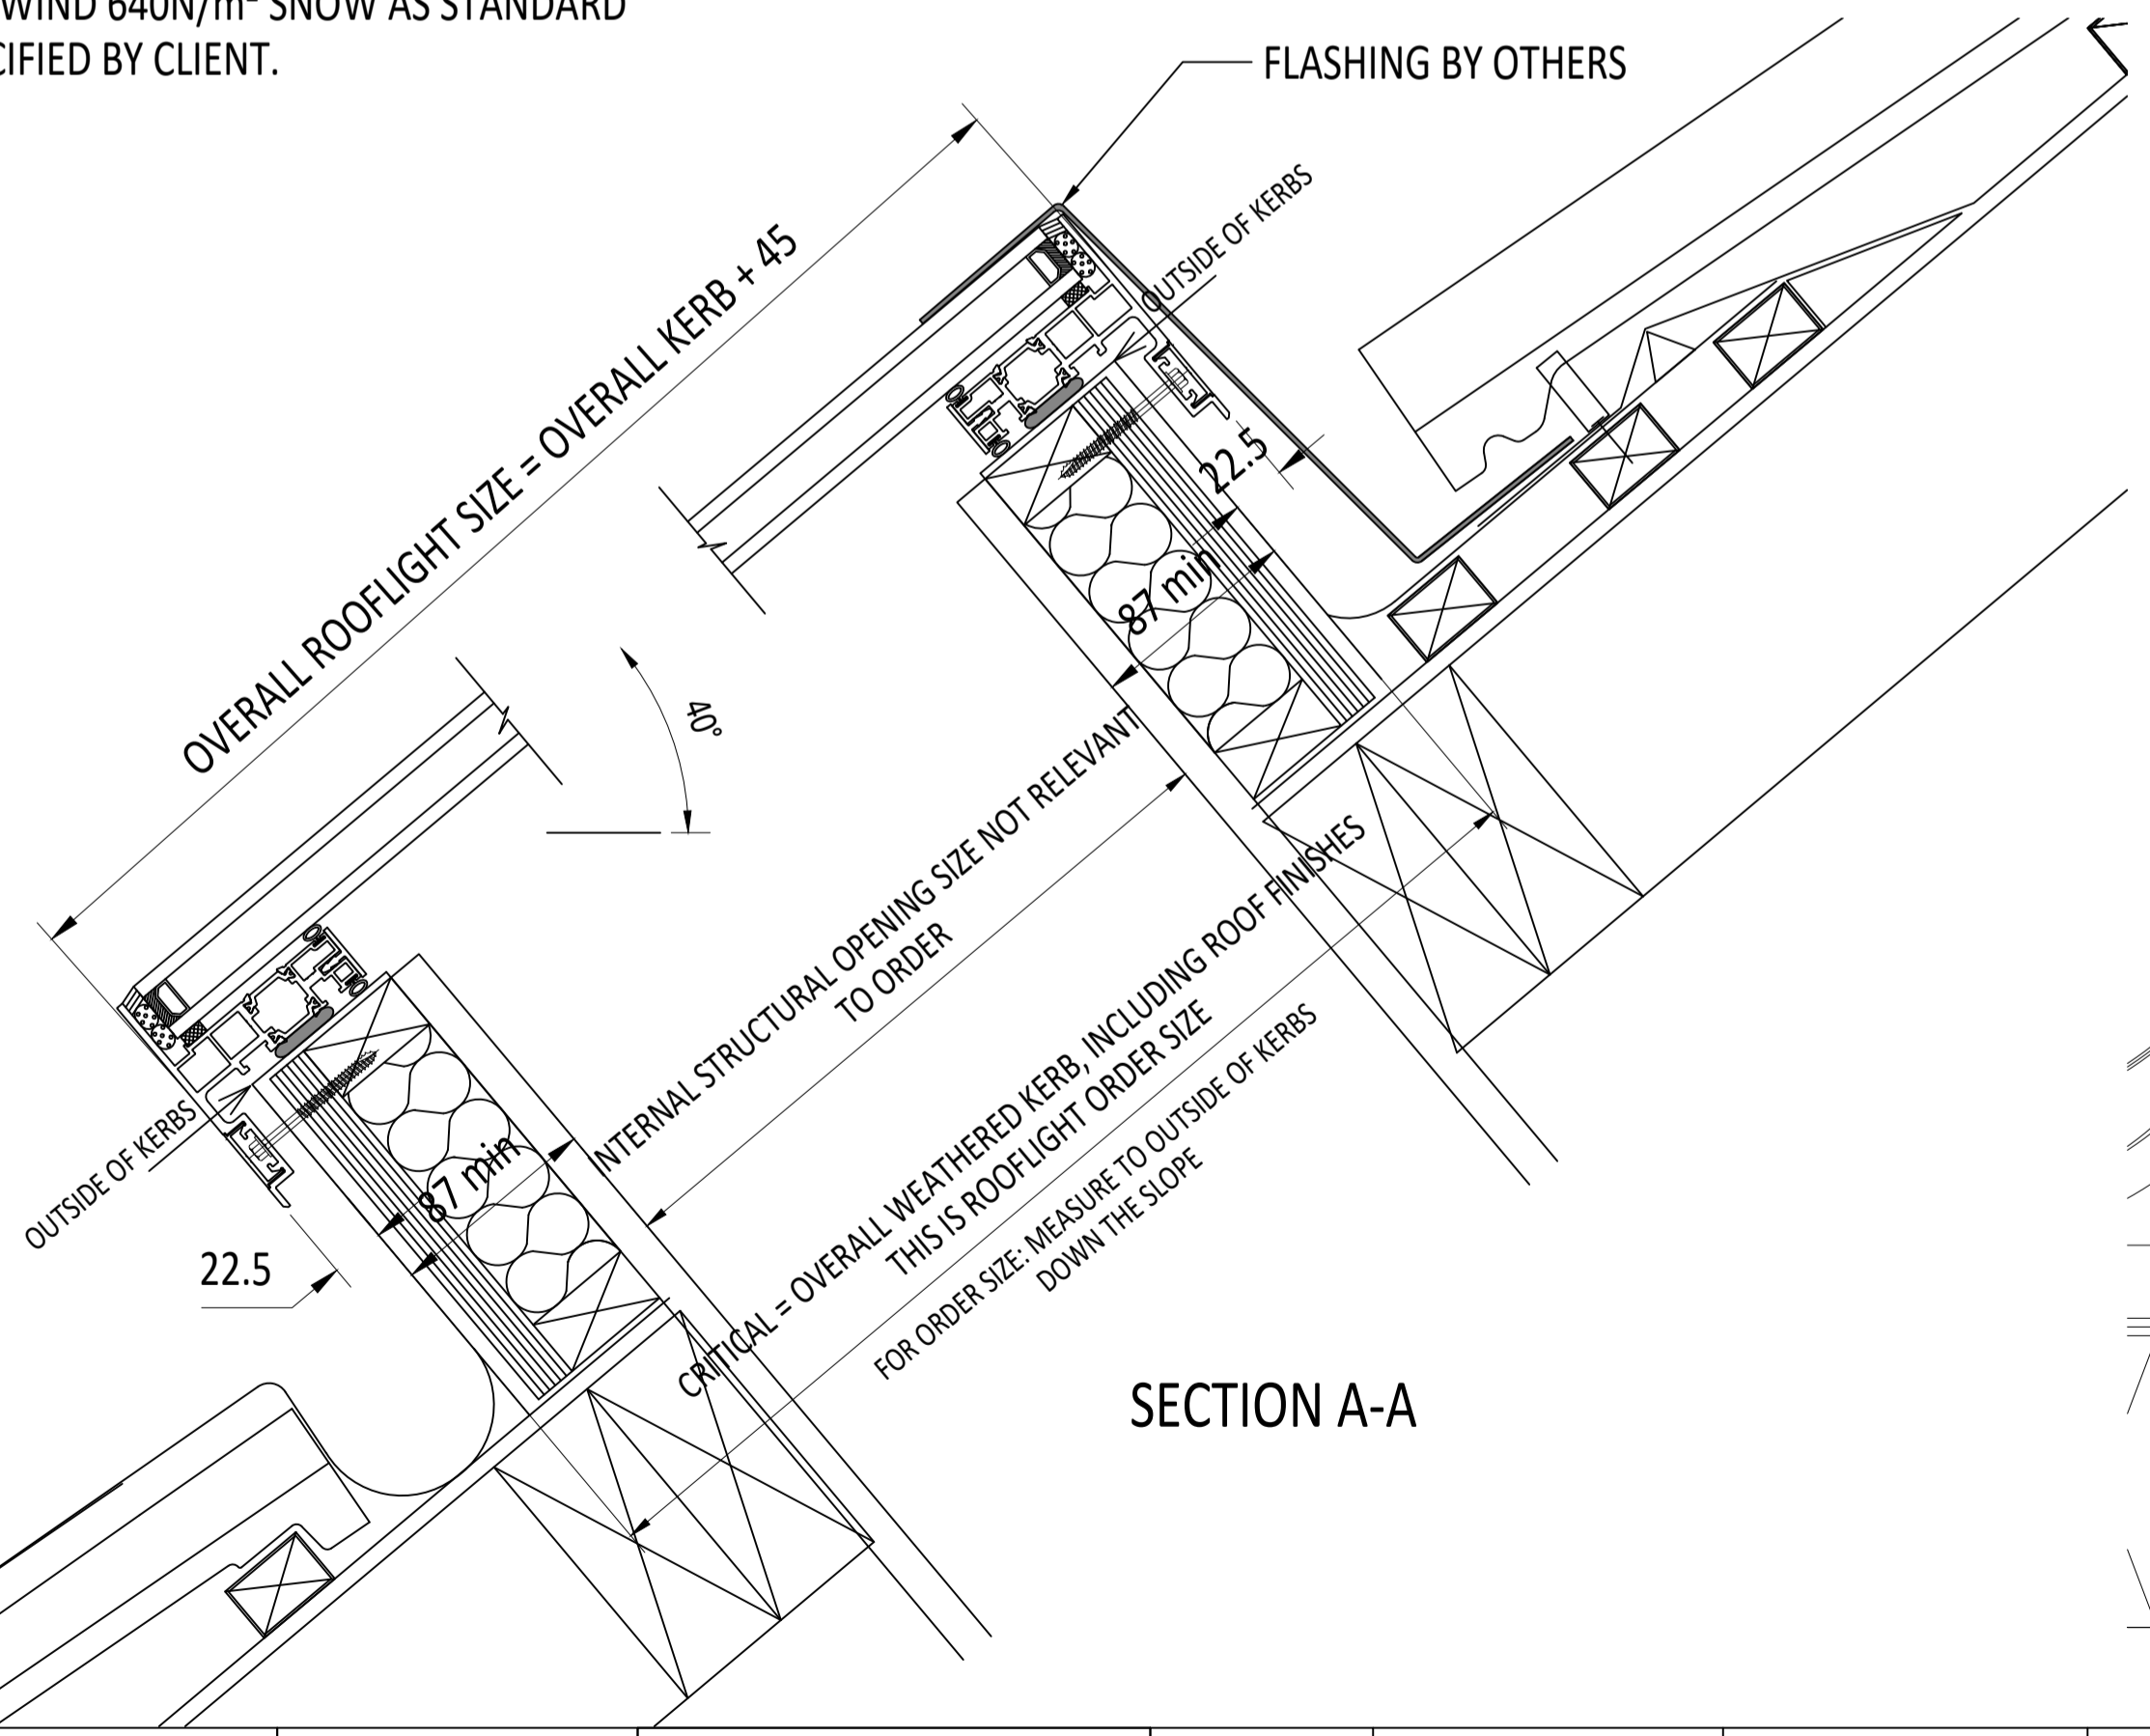 WIND 640N/m² SNOW AS STANDARD
CIFIED BY CLIENT.
FLASHING BY OTHERS
OUTSIDE OF KERBS
OVERALL ROOFLIGHT SIZE = OVERALL KERB + 45
22.5
87 min
40°
INTERNAL STRUCTURAL OPENING SIZE NOT RELEVANT
TO ORDER
CRITICAL = OVERALL WEATHERED KERB, INCLUDING ROOF FINISHES
THIS IS ROOFLIGHT ORDER SIZE
FOR ORDER SIZE: MEASURE TO OUTSIDE OF KERBS
DOWN THE SLOPE
OUTSIDE OF KERBS
87 min
22.5
SECTION A-A